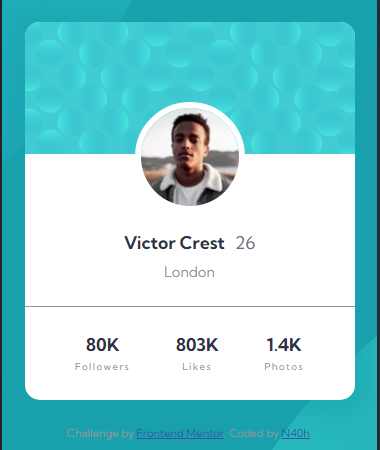 Victor Crest 26
London
80K 803K 1.4K
Followers Likes Photos
Challenge by Frontend Mentor. Coded by N40h